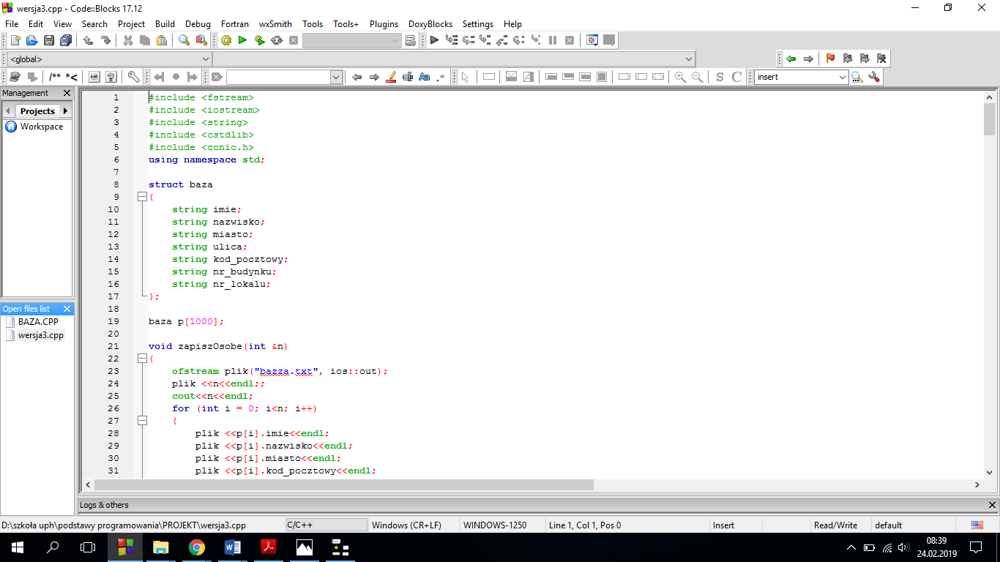 wersja3.cpp - Code::Blocks 17.12
File Edit View Search Project Build Debug Fortran wxSmith Tools Tools+ Plugins DoxyBlocks Settings Help
<global>
/** *<
Aa .*
S C insert
Management
Projects
Workspace
Open files list
BAZA.CPP
wersja3.cpp
1 #include <fstream>
2 #include <iostream>
3 #include <string>
4 #include <cstdlib>
5 #include <conio.h>
6 using namespace std;
7
8 struct baza
9 {
10 string imie;
11 string nazwisko;
12 string miasto;
13 string ulica;
14 string kod_pocztowy;
15 string nr_budynku;
16 string nr_lokalu;
17 };
18
19 baza p[1000];
20
21 void zapiszOsobe(int &n)
22 {
23 ofstream plik("bazza.txt", ios::out);
24 plik <<n<<endl;;
25 cout<<n<<endl;
26 for (int i = 0; i<n; i++)
27 {
28 plik <<p[i].imie<<endl;
29 plik <<p[i].nazwisko<<endl;
30 plik <<p[i].miasto<<endl;
31 plik <<p[i].kod_pocztowy<<endl;
Logs & others
D:\szkoła uph\podstawy programowania\PROJEKT\wersja3.cpp C/C++ Windows (CR+LF) WINDOWS-1250 Line 1, Col 1, Pos 0 Insert Read/Write default
08:39
24.02.2019